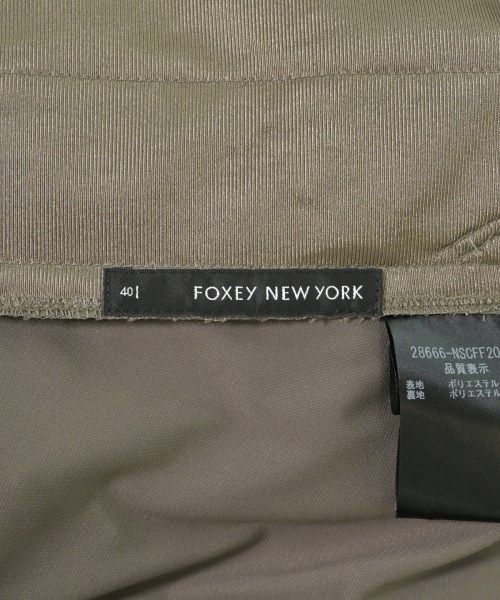 40
FOXEY NEW YORK
28666-NSCFF20
品質表示
表地 ポリエステル
裏地 ポリエステル